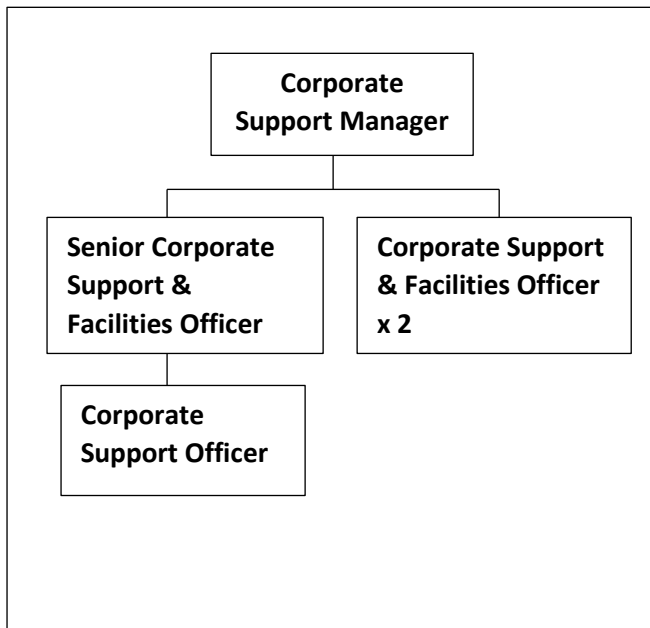 Corporate
Support Manager
Senior Corporate
Support &
Facilities Officer
Corporate Support
& Facilities Officer
x 2
Corporate
Support Officer